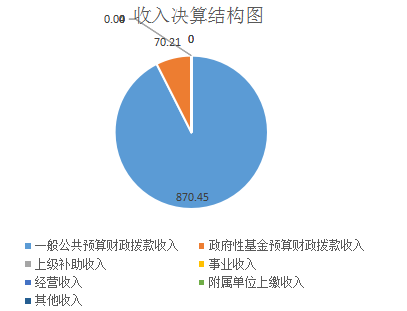 收入决算结构图
0.00
0
70.21
0
870.45
一般公共预算财政拨款收入
政府性基金预算财政拨款收入
上级补助收入
事业收入
经营收入
附属单位上缴收入
其他收入